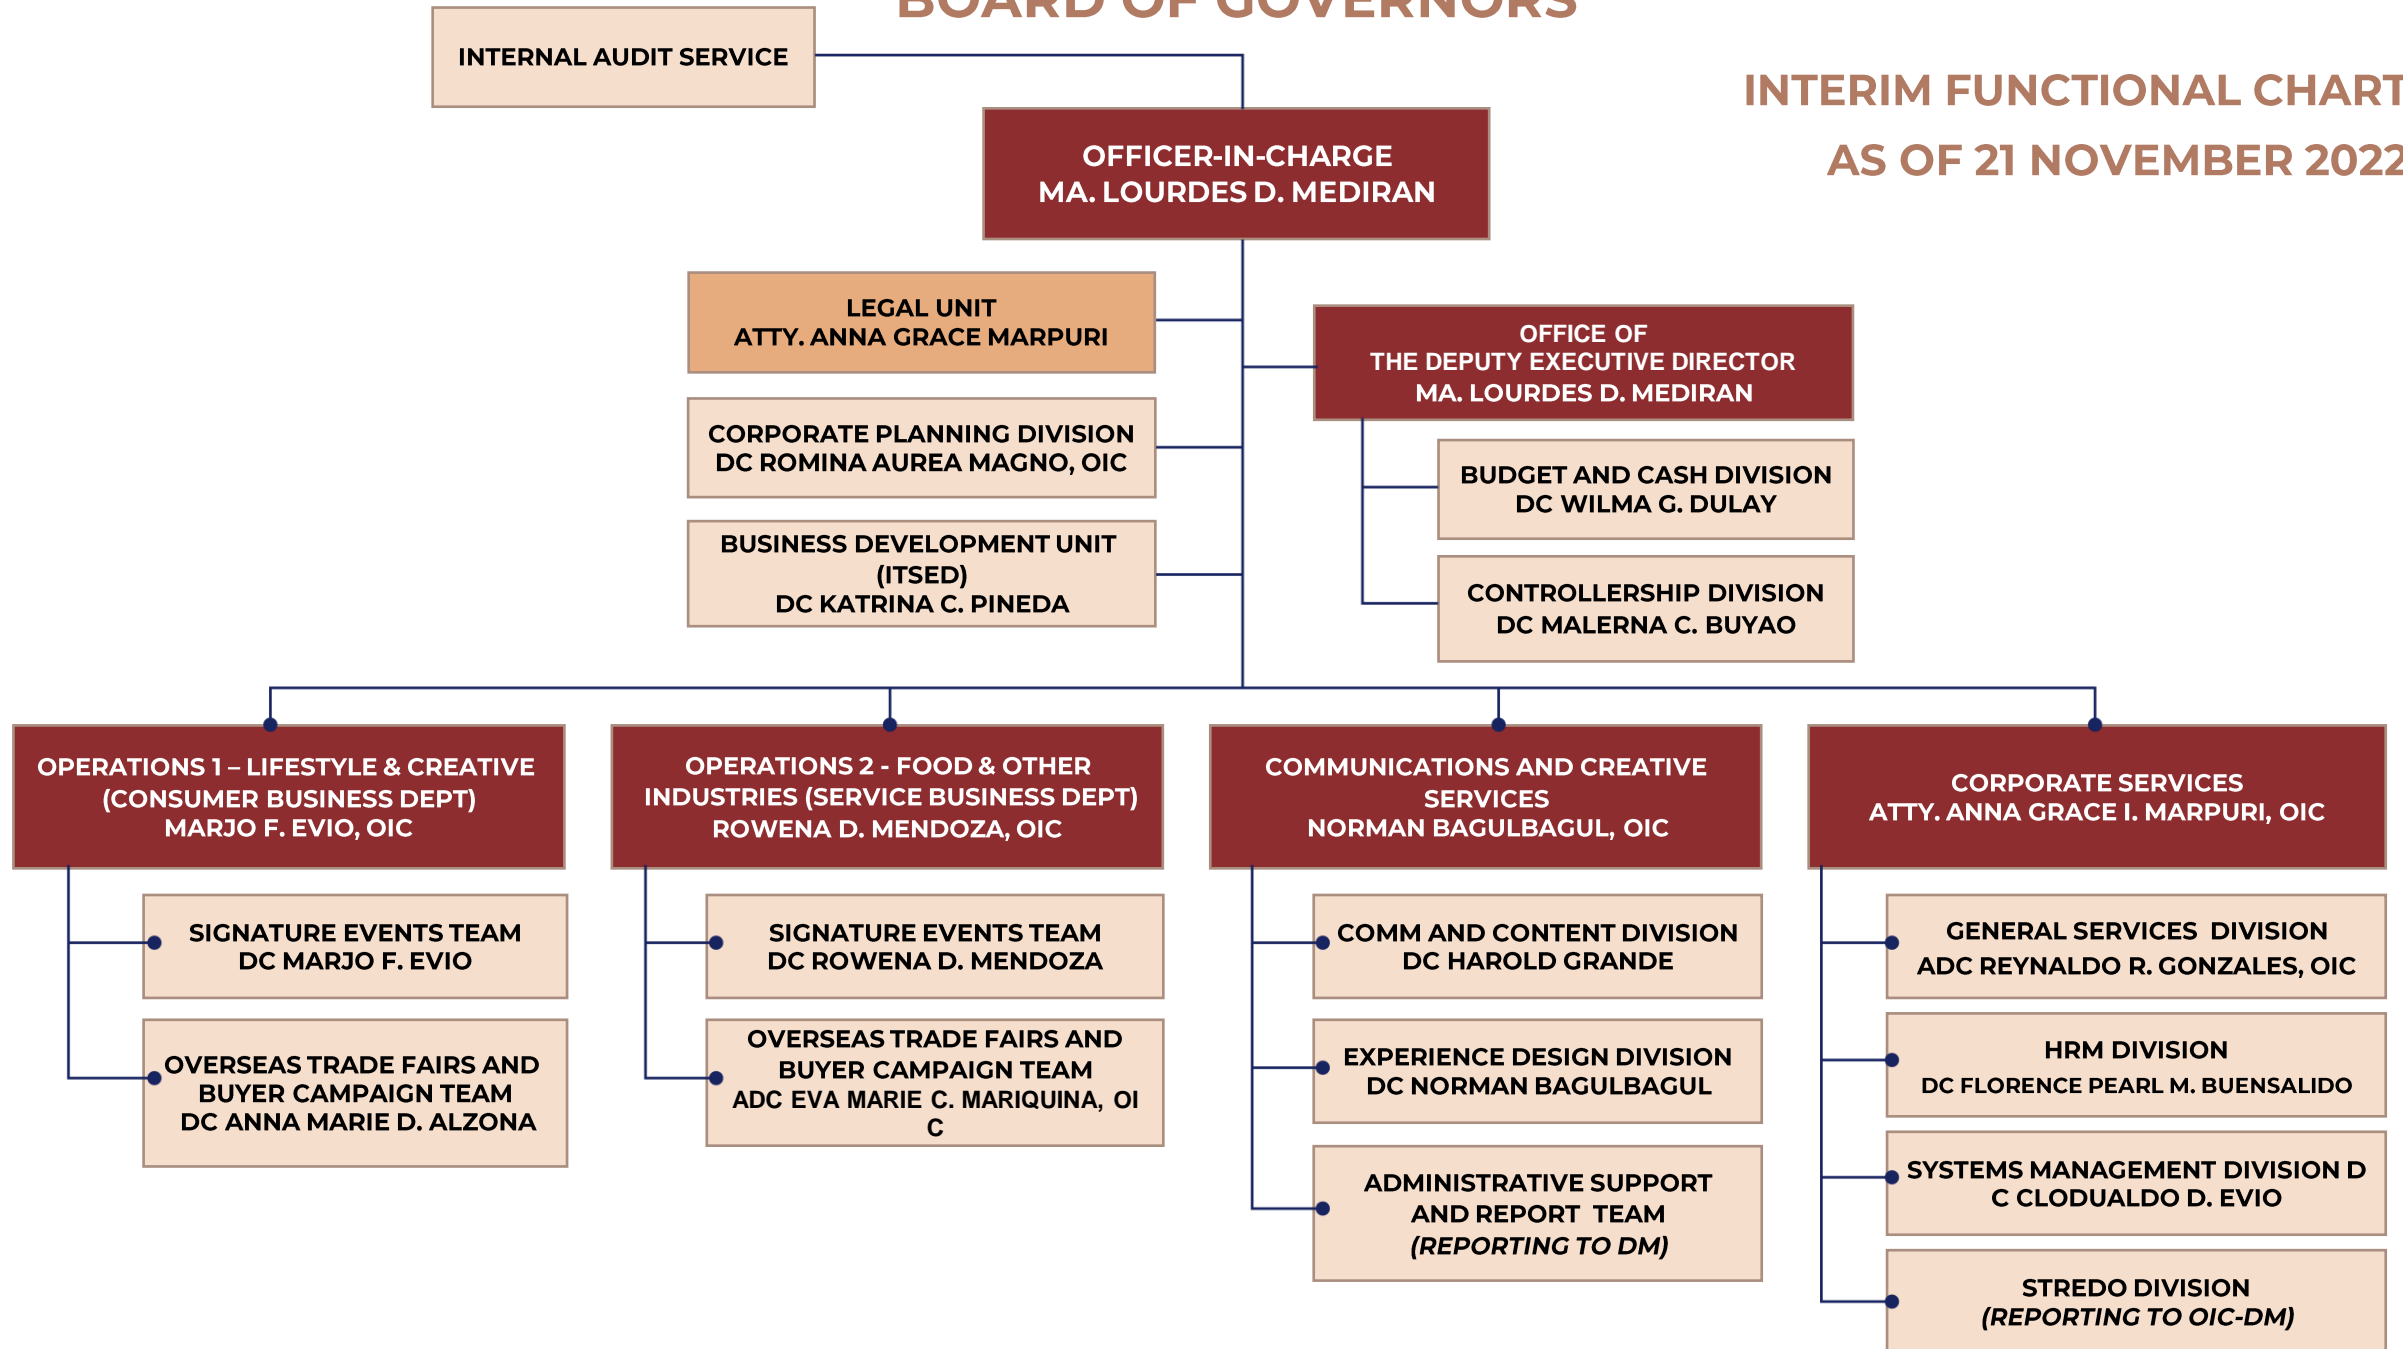 BOARD OF GOVERNORS
INTERNAL AUDIT SERVICE
INTERIM FUNCTIONAL CHART
AS OF 21 NOVEMBER 2022
OFFICER-IN-CHARGE
MA. LOURDES D. MEDIRAN
LEGAL UNIT
ATTY. ANNA GRACE MARPURI
OFFICE OF
THE DEPUTY EXECUTIVE DIRECTOR
MA. LOURDES D. MEDIRAN
CORPORATE PLANNING DIVISION
DC ROMINA AUREA MAGNO, OIC
BUDGET AND CASH DIVISION
DC WILMA G. DULAY
BUSINESS DEVELOPMENT UNIT
(ITSED)
DC KATRINA C. PINEDA
CONTROLLERSHIP DIVISION
DC MALERNA C. BUYAO
OPERATIONS 1 – LIFESTYLE & CREATIVE
(CONSUMER BUSINESS DEPT)
MARJO F. EVIO, OIC
OPERATIONS 2 - FOOD & OTHER
INDUSTRIES (SERVICE BUSINESS DEPT)
ROWENA D. MENDOZA, OIC
COMMUNICATIONS AND CREATIVE
SERVICES
NORMAN BAGULBAGUL, OIC
CORPORATE SERVICES
ATTY. ANNA GRACE I. MARPURI, OIC
SIGNATURE EVENTS TEAM
DC MARJO F. EVIO
OVERSEAS TRADE FAIRS AND
BUYER CAMPAIGN TEAM
DC ANNA MARIE D. ALZONA
SIGNATURE EVENTS TEAM
DC ROWENA D. MENDOZA
OVERSEAS TRADE FAIRS AND
BUYER CAMPAIGN TEAM
ADC EVA MARIE C. MARIQUINA, OI
C
COMM AND CONTENT DIVISION
DC HAROLD GRANDE
EXPERIENCE DESIGN DIVISION
DC NORMAN BAGULBAGUL
ADMINISTRATIVE SUPPORT
AND REPORT TEAM
(REPORTING TO DM)
GENERAL SERVICES DIVISION
ADC REYNALDO R. GONZALES, OIC
HRM DIVISION
DC FLORENCE PEARL M. BUENSALIDO
SYSTEMS MANAGEMENT DIVISION D
C CLODUALDO D. EVIO
STREDO DIVISION
(REPORTING TO OIC-DM)